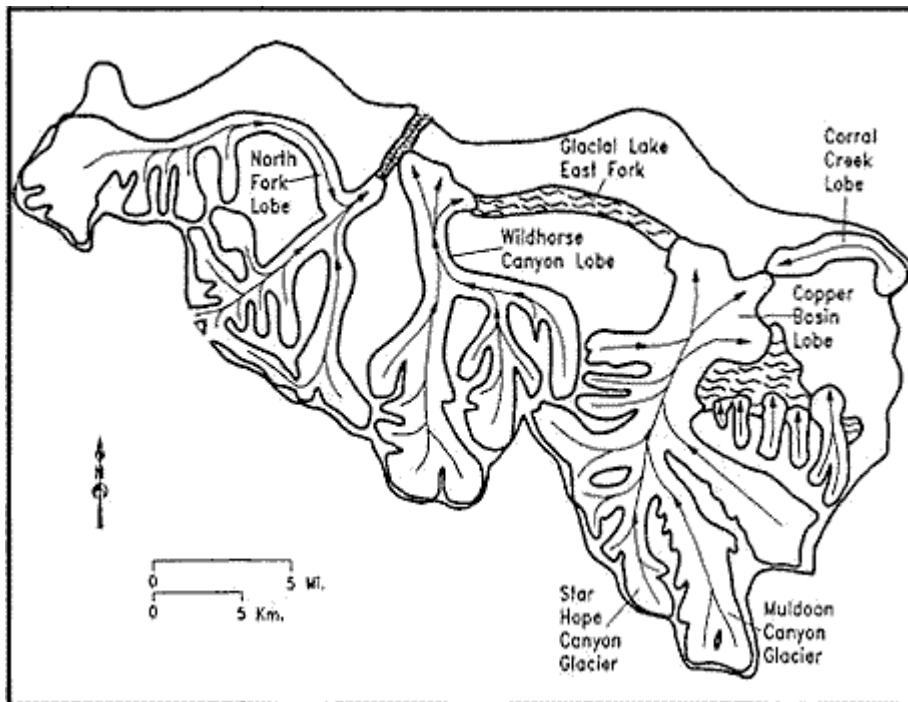 North
Fork
Lobe
Glacial Lake
East Fork
Corral
Creek
Lobe
Wildhorse
Canyon Lobe
Copper
Basin
Lobe
N
0 5 Mi.
0 5 Km.
Star
Hope
Canyon
Glacier
Muldoon
Canyon
Glacier